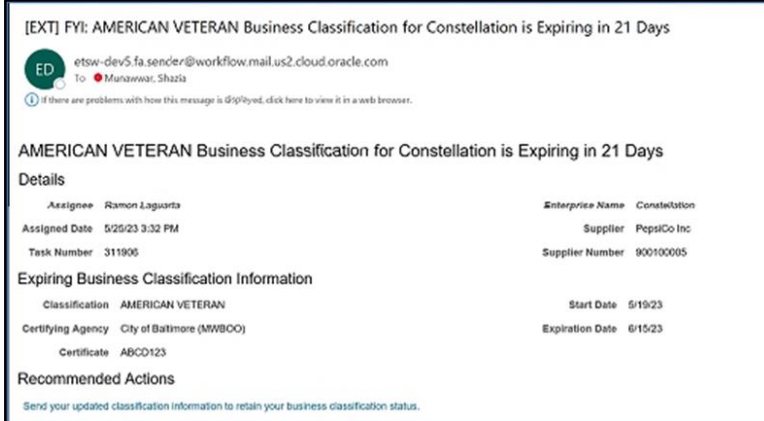 [EXT] FYI: AMERICAN VETERAN Business Classification for Constellation is Expiring in 21 Days
ED
etsw-dev5.fa.sender@workflow.mail.us2.cloud.oracle.com
To Munawwar, Shazia
If there are problems with how this message is displayed, click here to view it in a web browser.
AMERICAN VETERAN Business Classification for Constellation is Expiring in 21 Days
Details
Assignee Ramon Laguarta Enterprise Name Constellation
Assigned Date 5/25/23 3:32 PM Supplier PepsiCo Inc
Task Number 311906 Supplier Number 900100005
Expiring Business Classification Information
Classification AMERICAN VETERAN Start Date 5/19/23
Certifying Agency City of Baltimore (MWBOO) Expiration Date 6/15/23
Certificate ABCD123
Recommended Actions
Send your updated classification information to retain your business classification status.